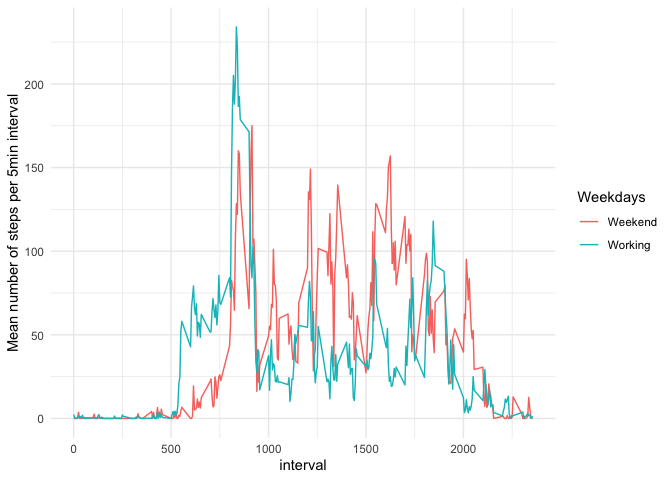 Mean number of steps per 5min interval
200
150
100
50
0
0 500 1000 1500 2000
interval
Weekdays
Weekend
Working